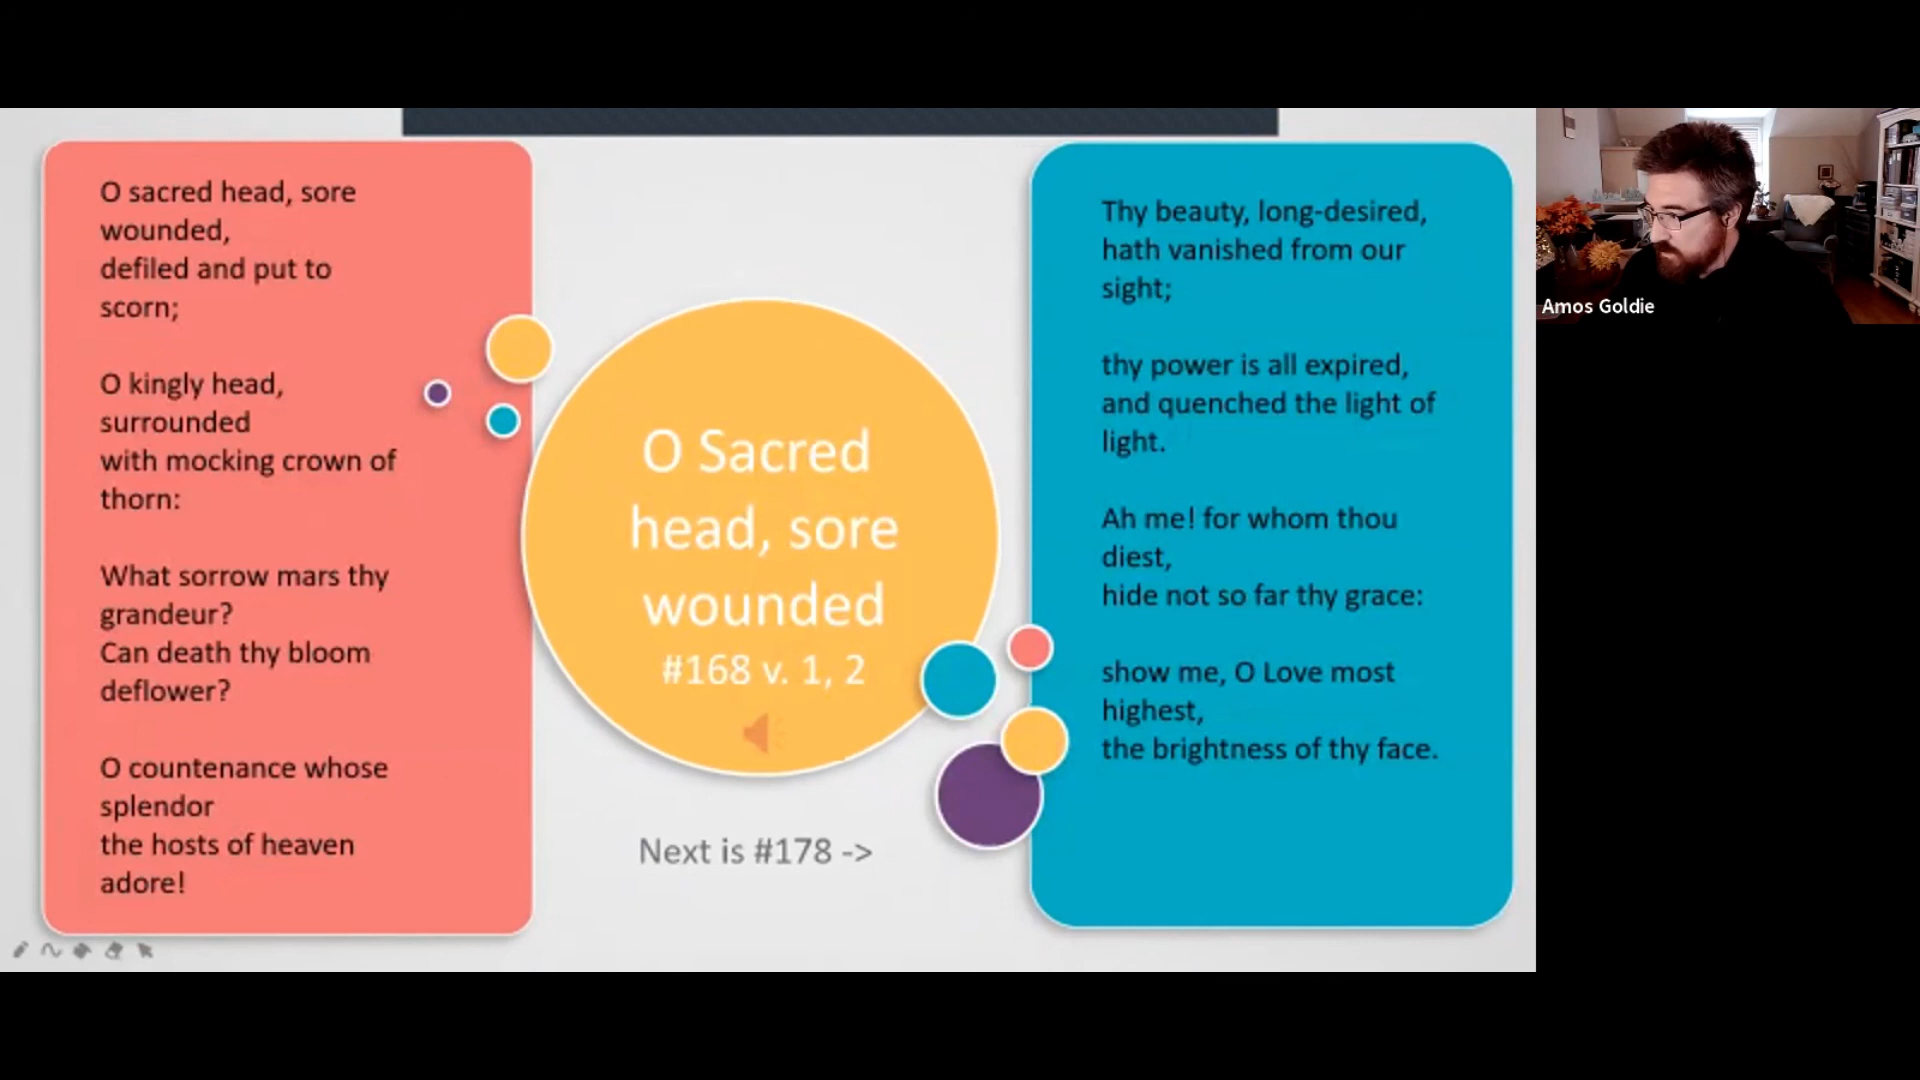 O sacred head, sore
wounded,
defiled and put to
scorn;
O kingly head,
surrounded
with mocking crown of
thorn:
What sorrow mars thy
grandeur?
Can death thy bloom
deflower?
O countenance whose
splendor
the hosts of heaven
adore!
O Sacred
head, sore
wounded
#168 v. 1, 2
Next is #178 ->
Thy beauty, long-desired,
hath vanished from our
sight;
thy power is all expired,
and quenched the light of
light.
Ah me! for whom thou
diest,
hide not so far thy grace:
show me, O Love most
highest,
the brightness of thy face.
Amos Goldie